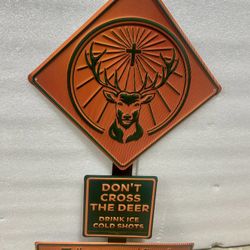 DON'T
CROSS
THE DEER
DRINK ICE
COLD SHOTS